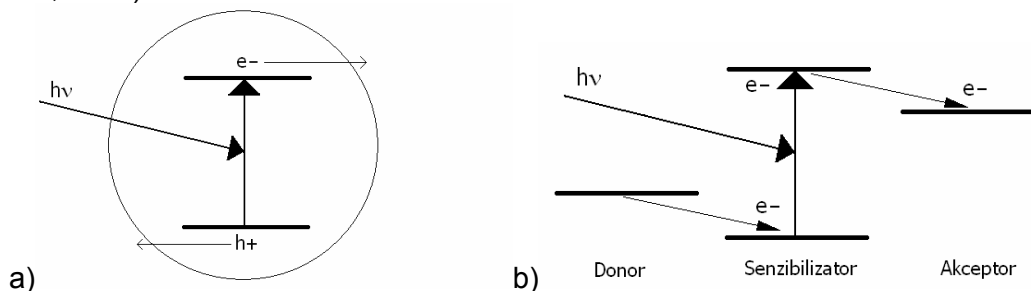 e−
hν
h+
a)
hν
e−
e−
e−
Donor Senzibilizator Akceptor
b)